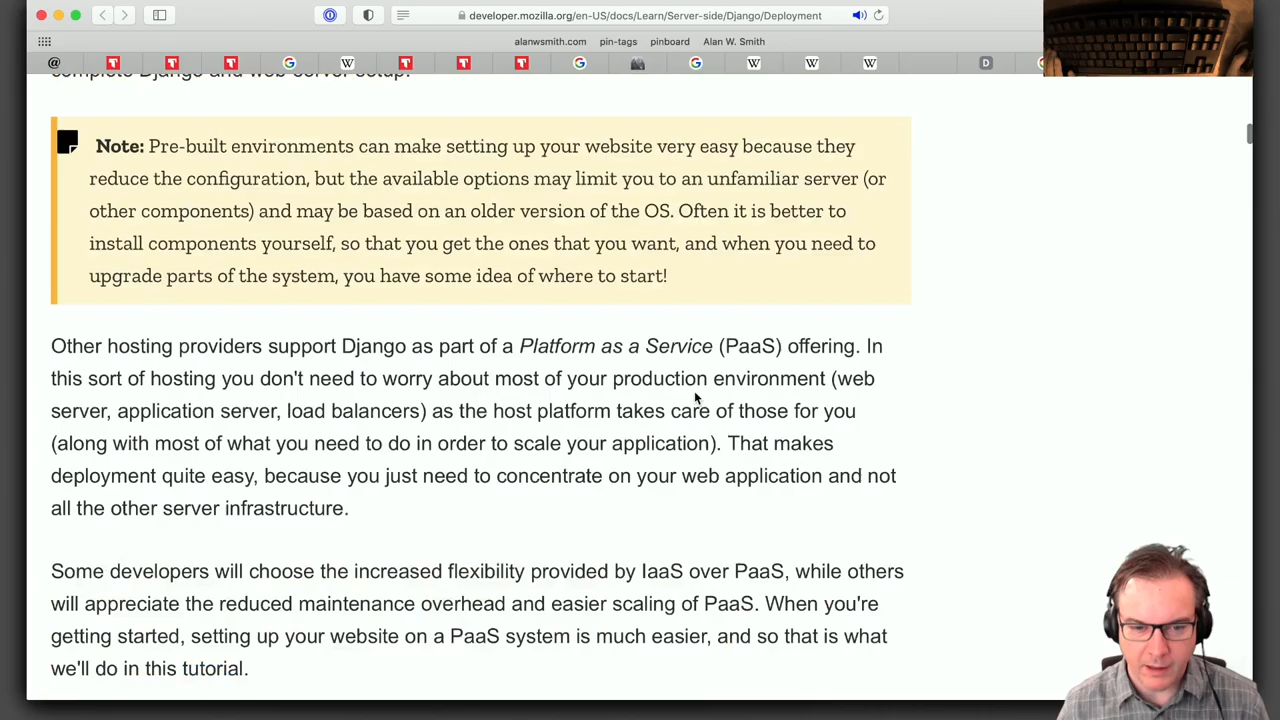 developer.mozilla.org/en-US/docs/Learn/Server-side/Django/Deployment
alanwsmith.com pin-tags pinboard Alan W. Smith
@ T T T G W T T T G G W W W D
complete Django and web server setup.
Note: Pre-built environments can make setting up your website very easy because they
reduce the configuration, but the available options may limit you to an unfamiliar server (or
other components) and may be based on an older version of the OS. Often it is better to
install components yourself, so that you get the ones that you want, and when you need to
upgrade parts of the system, you have some idea of where to start!
Other hosting providers support Django as part of a Platform as a Service (PaaS) offering. In
this sort of hosting you don't need to worry about most of your production environment (web
server, application server, load balancers) as the host platform takes care of those for you
(along with most of what you need to do in order to scale your application). That makes
deployment quite easy, because you just need to concentrate on your web application and not
all the other server infrastructure.
Some developers will choose the increased flexibility provided by IaaS over PaaS, while others
will appreciate the reduced maintenance overhead and easier scaling of PaaS. When you're
getting started, setting up your website on a PaaS system is much easier, and so that is what
we'll do in this tutorial.